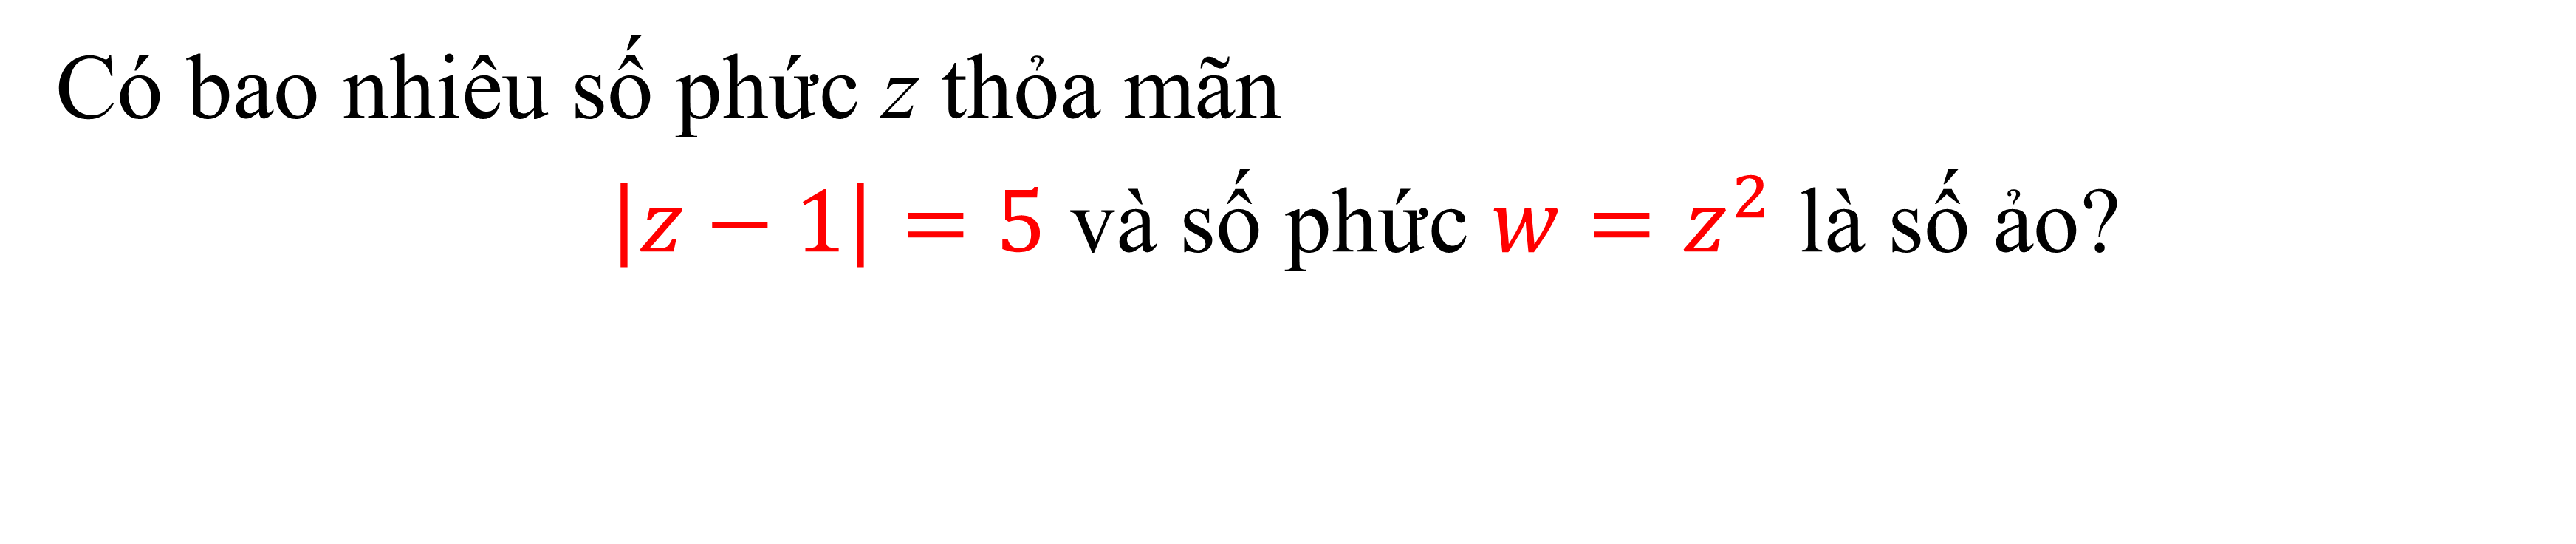 Có bao nhiêu số phức z thỏa mãn
|z − 1| = 5 và số phức w = z² là số ảo?